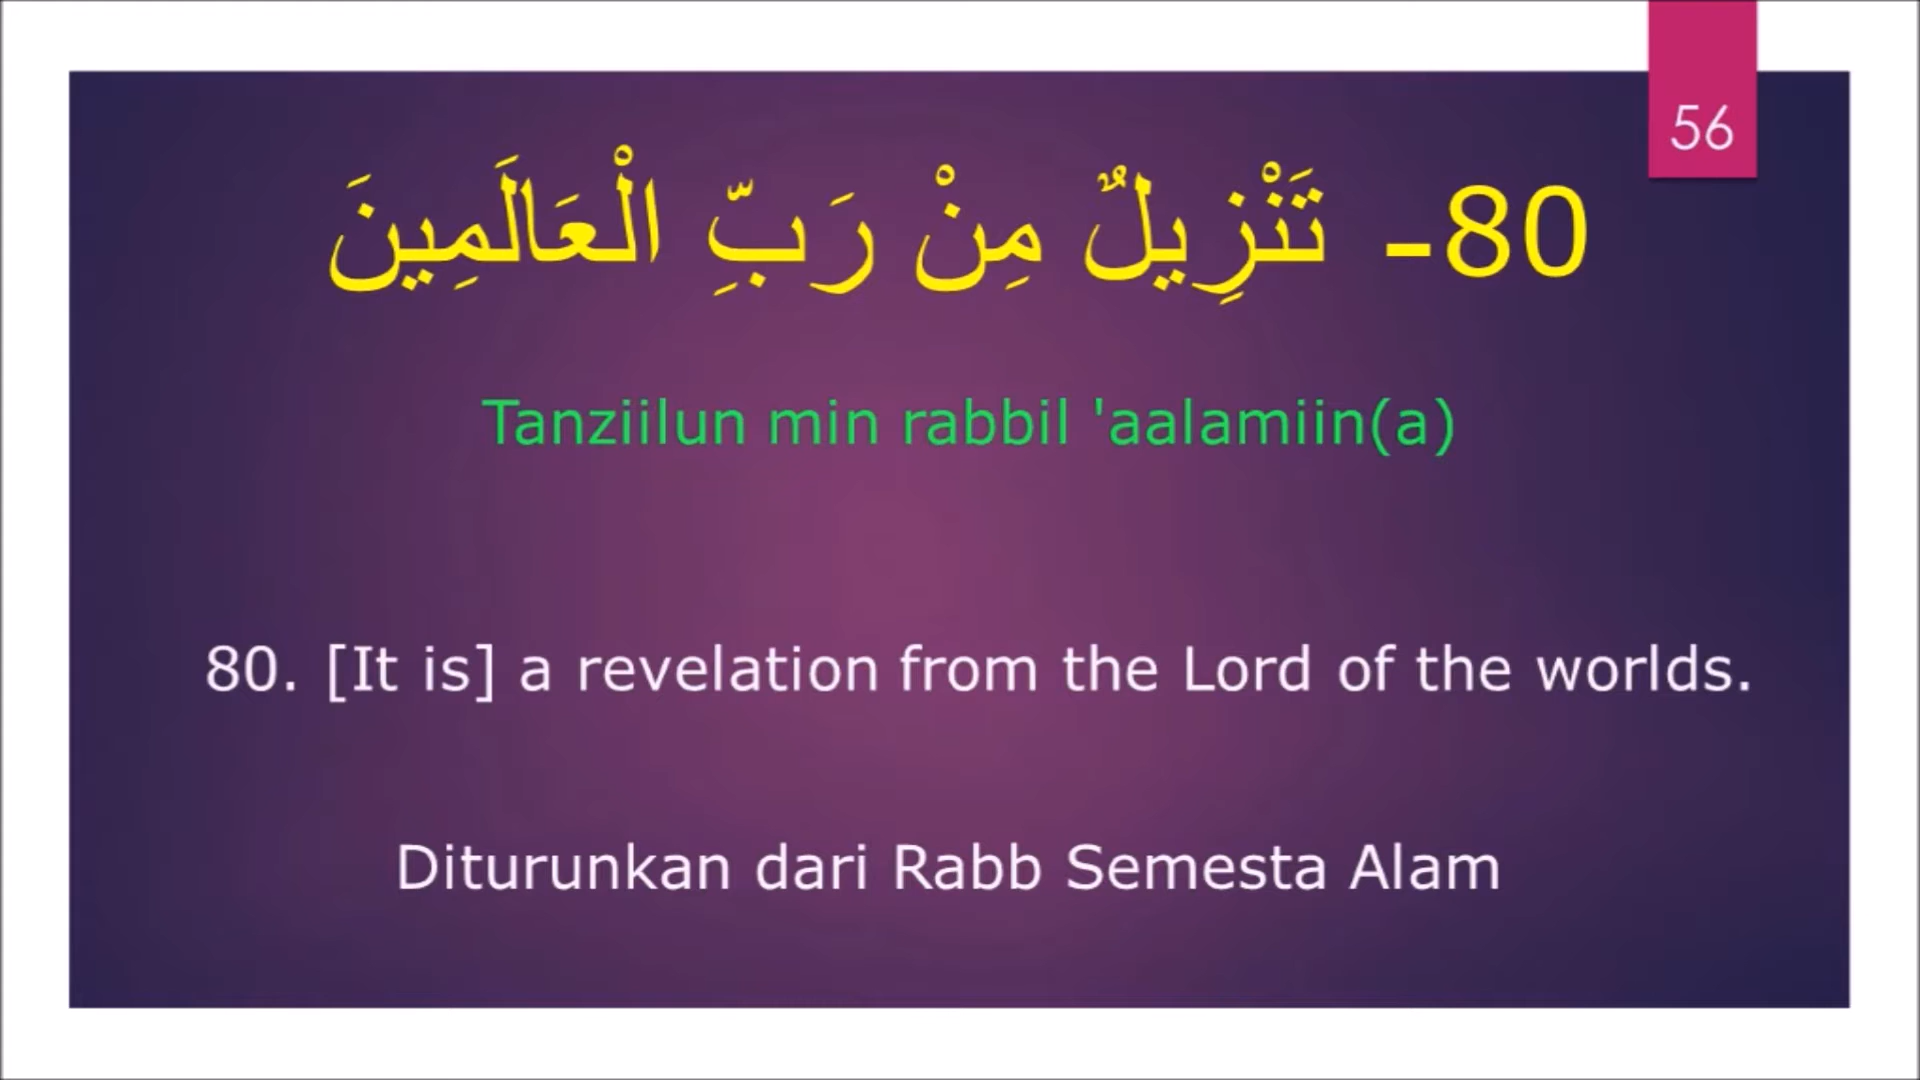 56
80- تَنْزِيلٌ مِنْ رَبِّ الْعَالَمِينَ
Tanziilun min rabbil 'aalamiin(a)
80. [It is] a revelation from the Lord of the worlds.
Diturunkan dari Rabb Semesta Alam